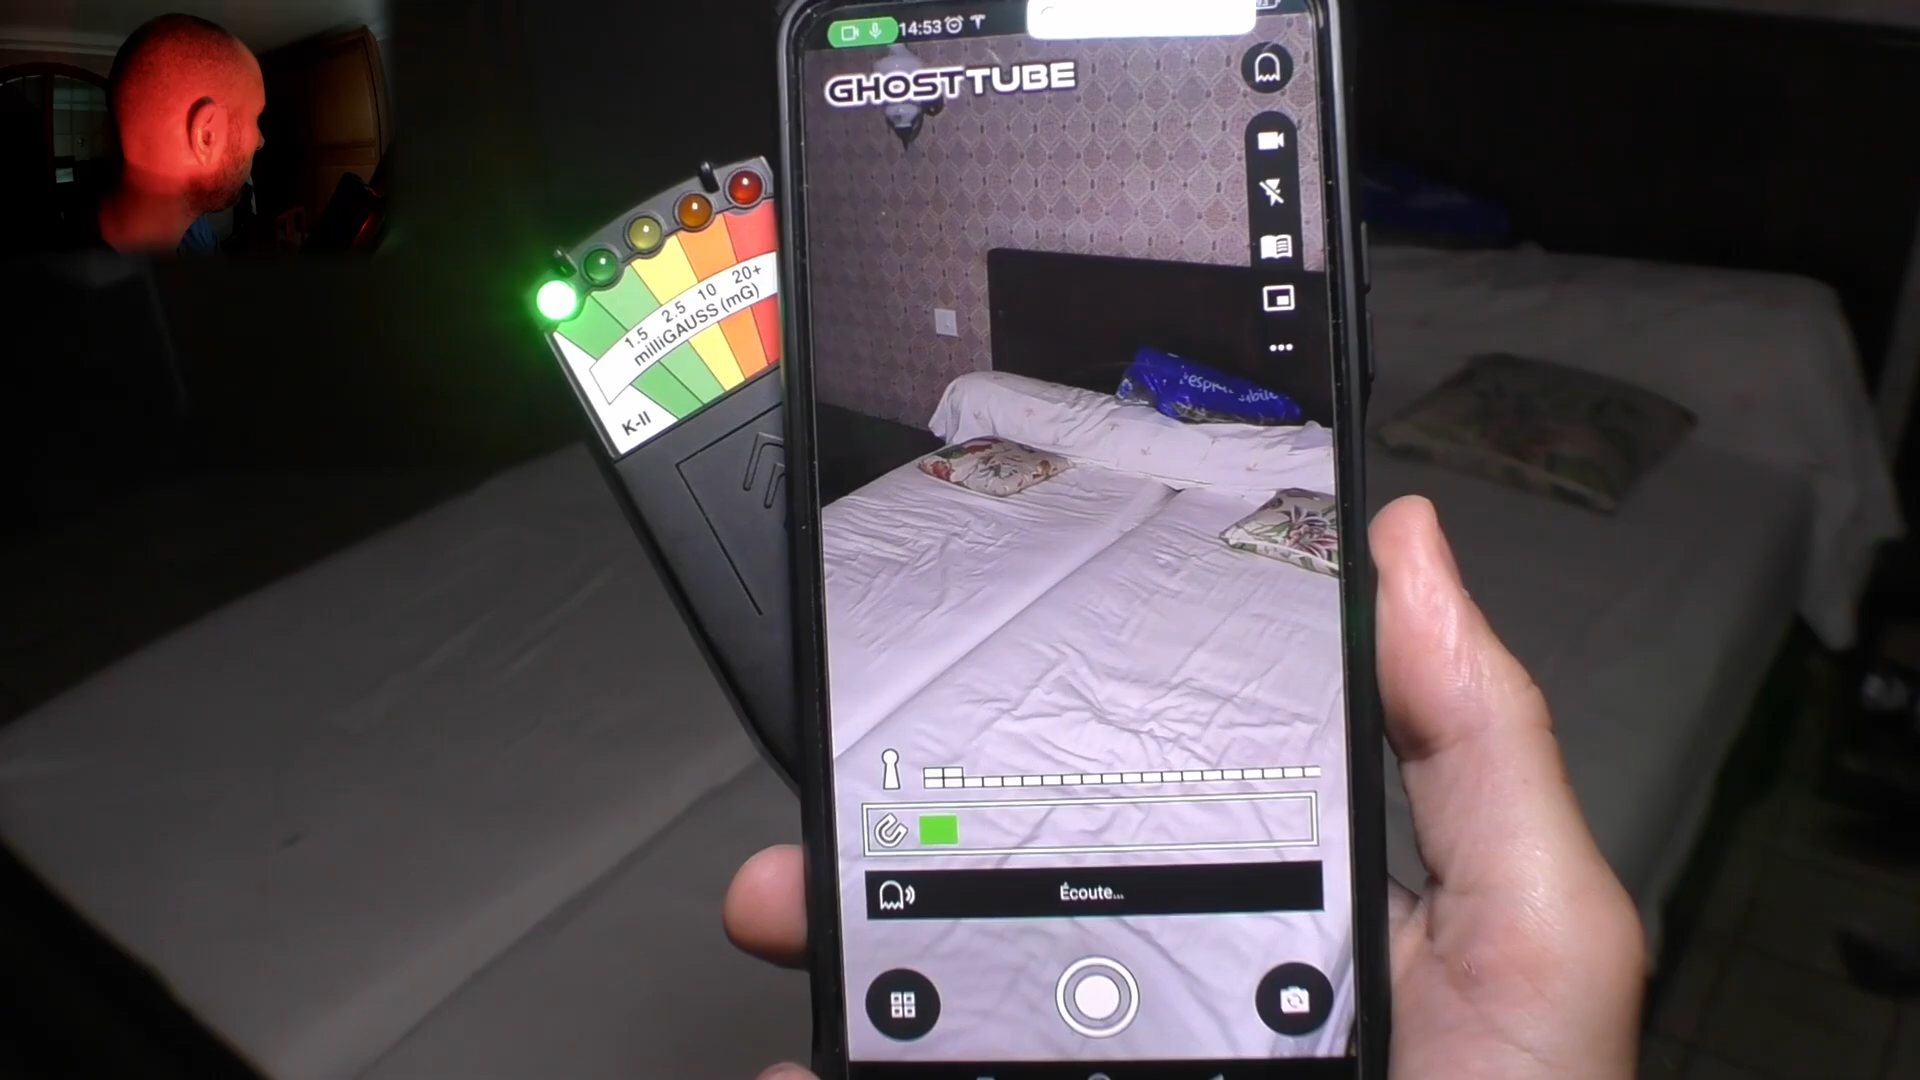 14:53
GHOSTTUBE
1.5 2.5 10 20+
milliGAUSS (mG)
K-II
Écoute...